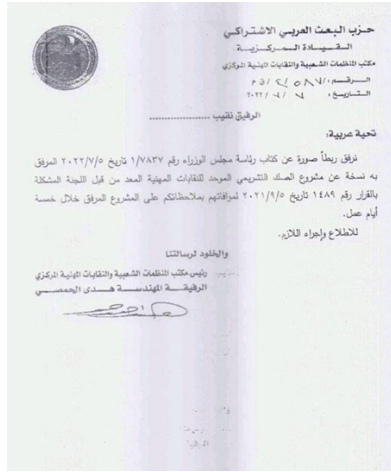 حزب البعث العربي الاشتراكي
القيادة المركزية
مكتب المنظمات الشعبية والنقابات المهنية المركزي
الرقم :
التاريخ : ٧ / ٧ / ٢٠٢٢
الرفيق نقيب ..................
تحية عربية:
نرفق ربطاً صورة عن كتاب رئاسة مجلس الوزراء رقم ١/٧٨٣٧ تاريخ ٢٠٢٢/٧/٥ المرفق
به نسخة عن مشروع الصك التشريعي الموحد للنقابات المهنية المعد من قبل اللجنة المشكلة
بالقرار رقم ١٤٨٩ تاريخ ٢٠٢١/٩/٥ لموافاتهم بملاحظاتكم على المشروع المرفق خلال خمسة
أيام عمل.
للاطلاع وإجراء اللازم.
والخلود لرسالتنا
رئيس مكتب المنظمات الشعبية والنقابات المهنية المركزي
الرفيقة المهندسة هدى الحمصي